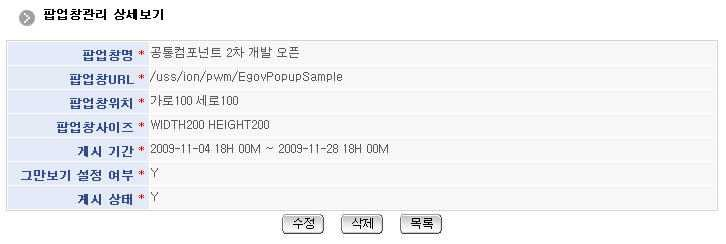 팝업창관리 상세보기
팝업창명 * 공통컴포넌트 2차 개발 오픈
팝업창URL * /uss/ion/pwm/EgovPopupSample
팝업창위치 * 가로100 세로100
팝업창사이즈 * WIDTH200 HEIGHT200
게시 기간 * 2009-11-04 18H 00M ~ 2009-11-28 18H 00M
그만보기 설정 여부 * Y
게시 상태 * Y
수정 삭제 목록